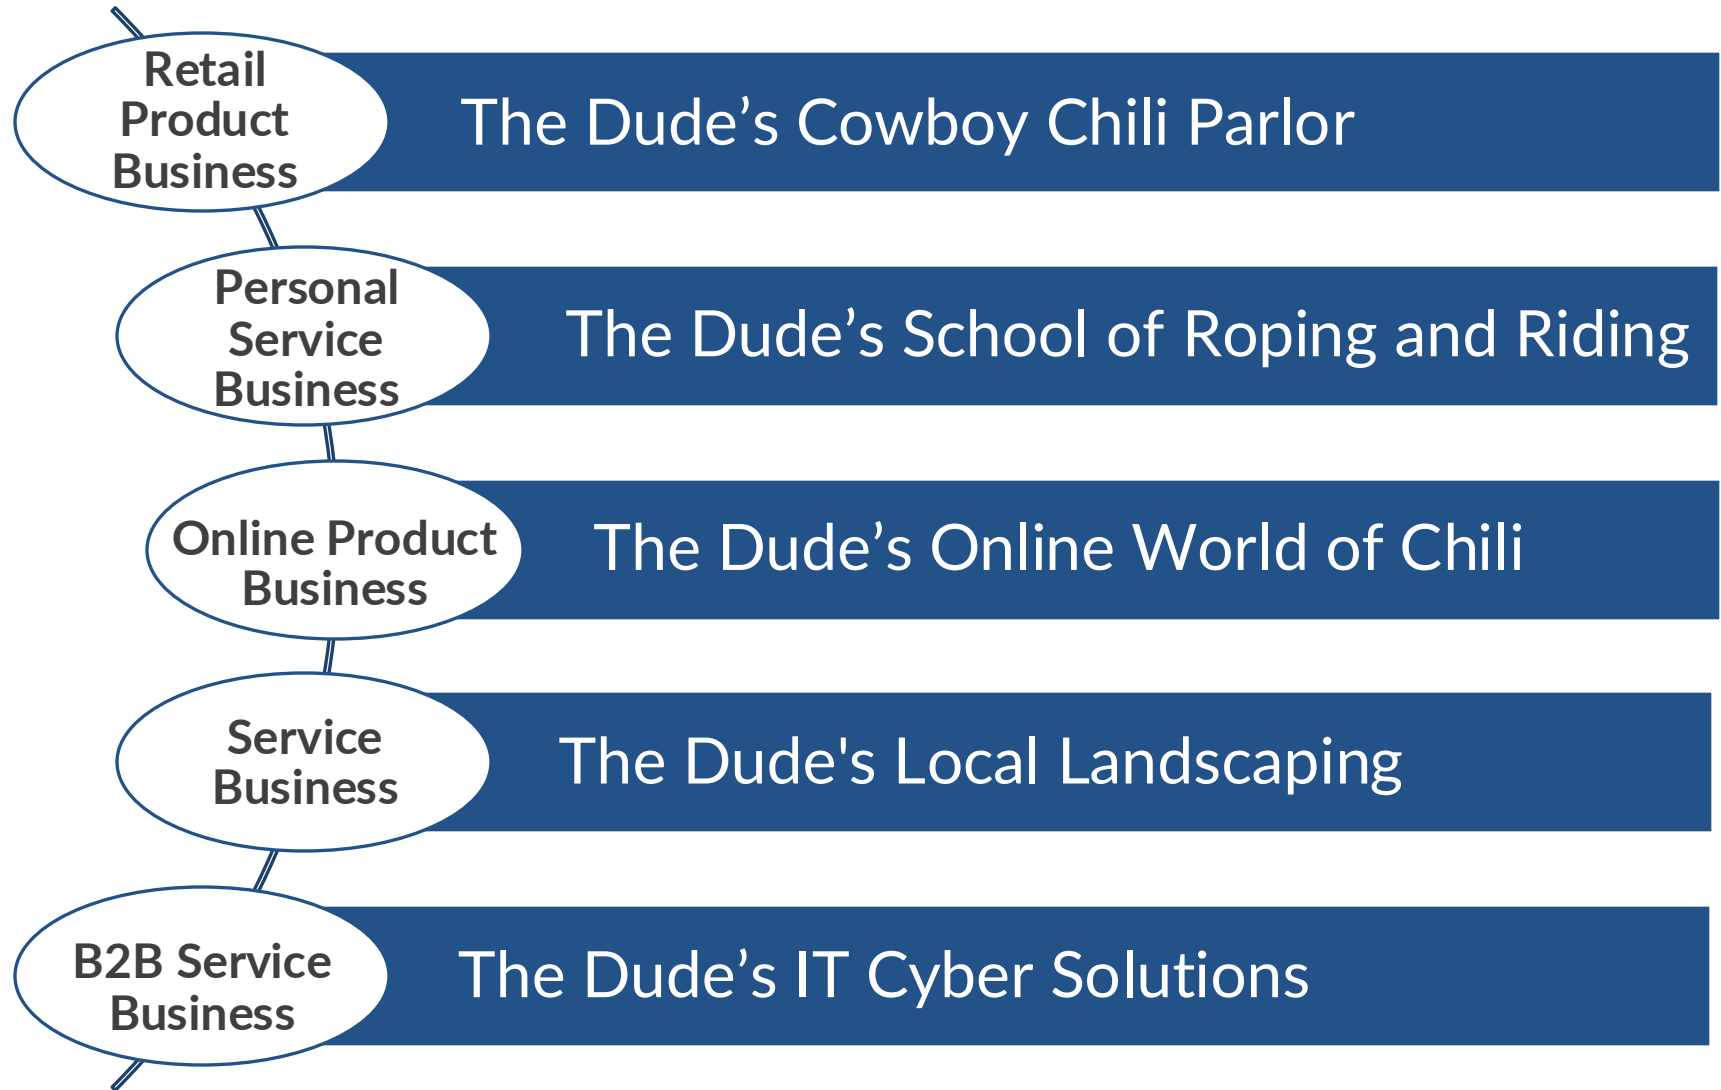 Retail
Product
Business
The Dude’s Cowboy Chili Parlor
Personal
Service
Business
The Dude’s School of Roping and Riding
Online Product
Business
The Dude’s Online World of Chili
Service
Business
The Dude's Local Landscaping
B2B Service
Business
The Dude’s IT Cyber Solutions